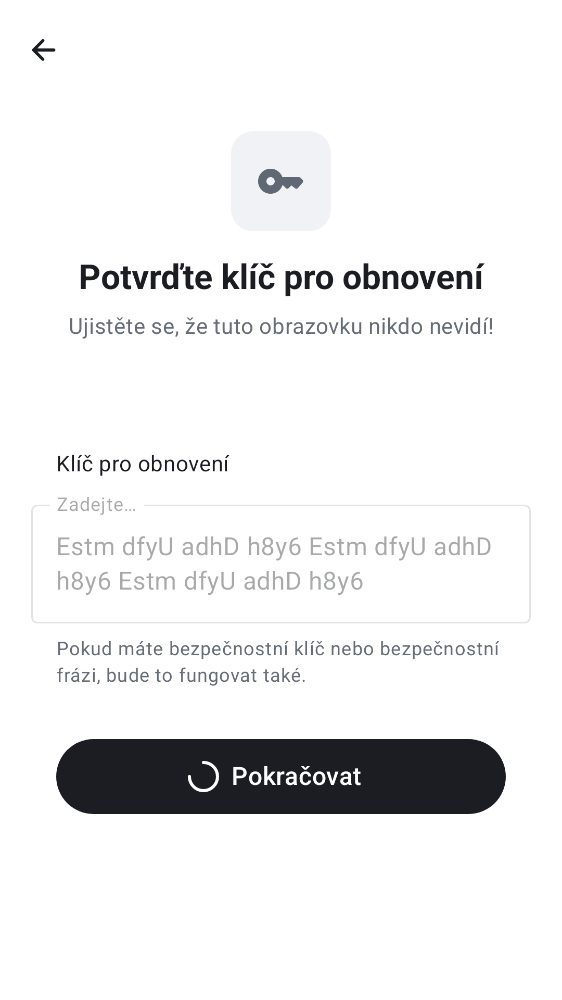 Potvrďte klíč pro obnovení
Ujistěte se, že tuto obrazovku nikdo nevidí!
Klíč pro obnovení
Zadejte…
Estm dfyU adhD h8y6 Estm dfyU adhD
h8y6 Estm dfyU adhD h8y6
Pokud máte bezpečnostní klíč nebo bezpečnostní
frázi, bude to fungovat také.
Pokračovat